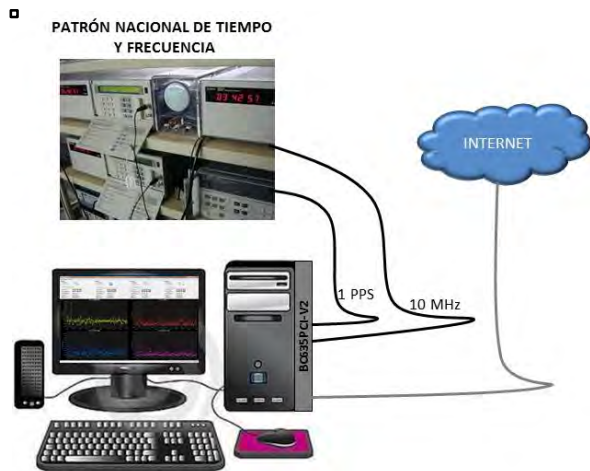 PATRÓN NACIONAL DE TIEMPO
Y FRECUENCIA
INTERNET
1 PPS
10 MHz
BC635PCI-V2